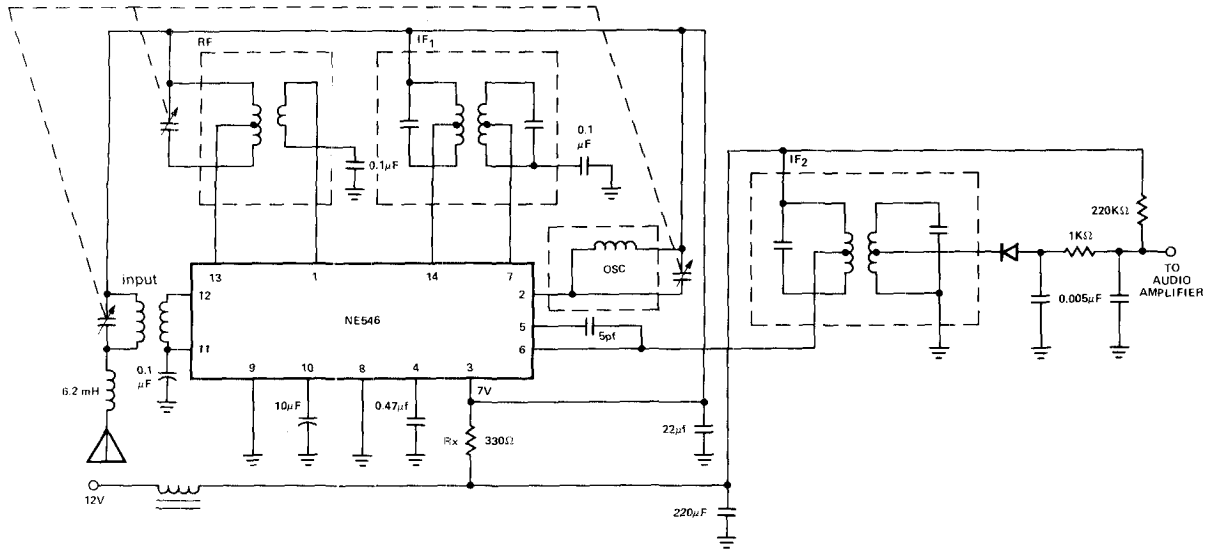 RF
IF1
0.1
μF
0.1μF
IF2
220KΩ
1KΩ
TO
AUDIO
AMPLIFIER
0.005μF
OSC
13
1
14
7
input
12
NE546
2
5
5pf
11
6
0.1
μF
9
10
8
4
3
7V
6.2 mH
10μF
0.47μf
Rx
330Ω
22μf
12V
220μF